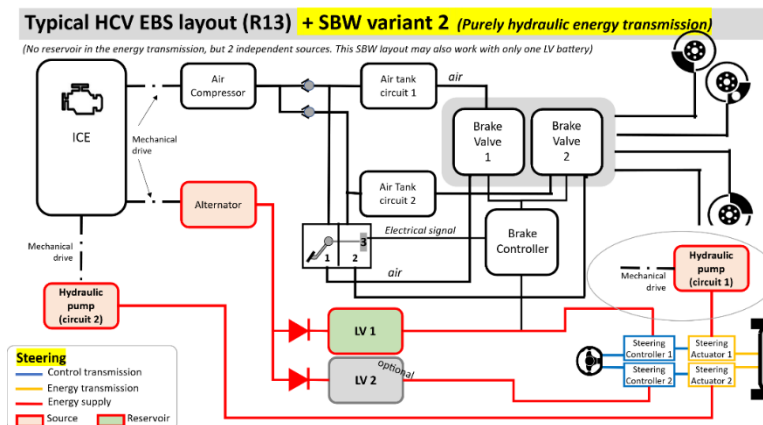 Typical HCV EBS layout (R13) + SBW variant 2 (Purely hydraulic energy transmission)
(No reservoir in the energy transmission, but 2 independent sources. This SBW layout may also work with only one LV battery)
ICE
Mechanical
drive
Air
Compressor
Air tank
circuit 1
air
Brake
Valve
1
Brake
Valve
2
Alternator
Air Tank
circuit 2
Electrical signal
3
1 2
air
Brake
Controller
Mechanical
drive
Hydraulic
pump
(circuit 2)
Mechanical
drive
Hydraulic
pump
(circuit 1)
LV 1
LV 2
optional
Steering
Controller 1
Steering
Actuator 1
Steering
Controller 2
Steering
Actuator 2
Steering
Control transmission
Energy transmission
Energy supply
Source
Reservoir